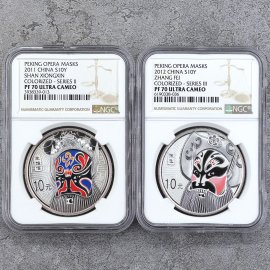 PEKING OPERA MASKS
2011 CHINA S10Y
SHAN XIONGXIN
COLORIZED - SERIES II
PF 70 ULTRA CAMEO
3938039-013
NUMISMATIC GUARANTY CORPORATION
NGC
10元
PEKING OPERA MASKS
2012 CHINA S10Y
ZHANG FEI
COLORIZED - SERIES III
PF 70 ULTRA CAMEO
NUMISMATIC GUARANTY CORPORATION
NGC
10元